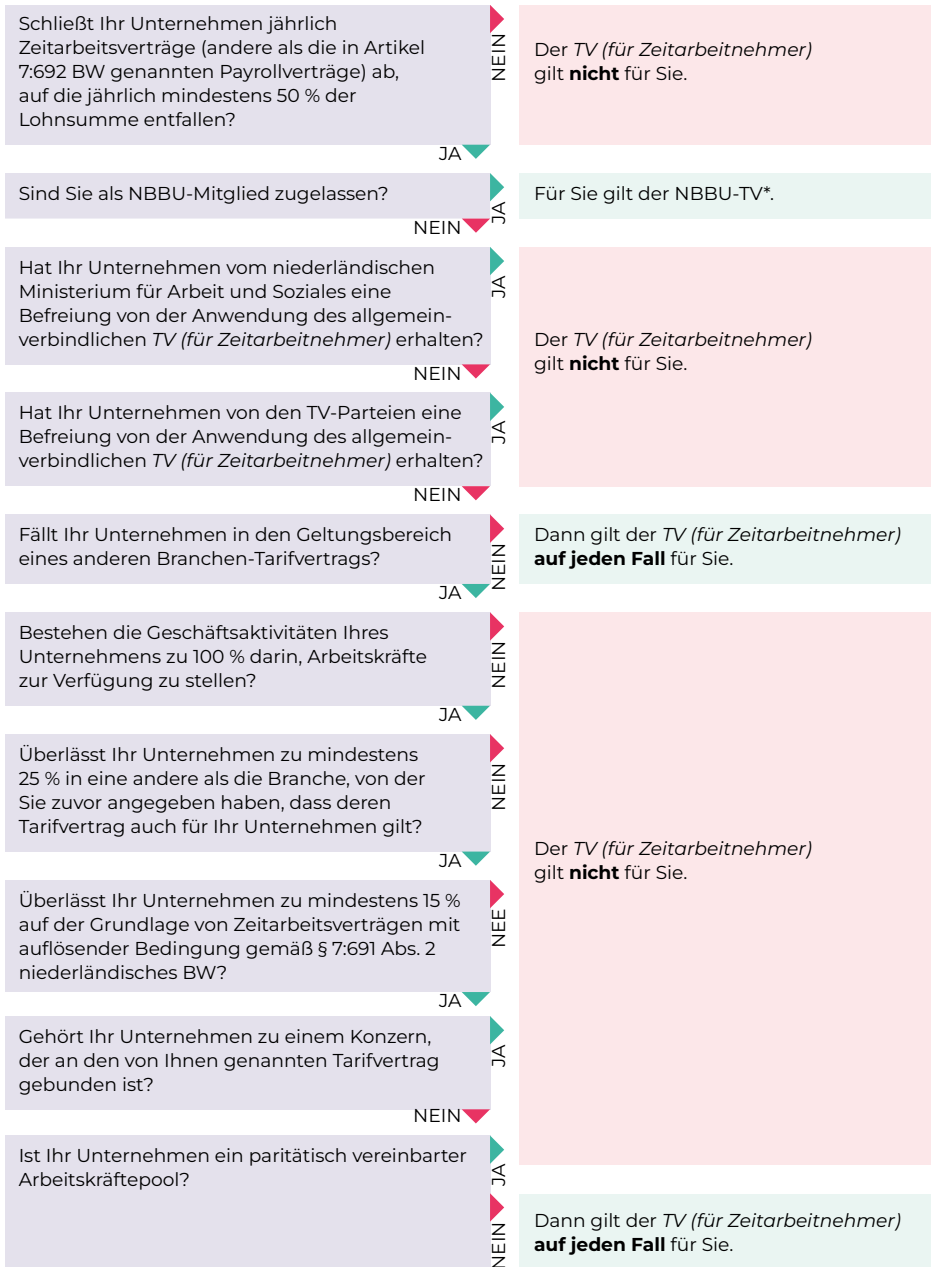 Schließt Ihr Unternehmen jährlich
Zeitarbeitsverträge (andere als die in Artikel
7:692 BW genannten Payrollverträge) ab,
auf die jährlich mindestens 50 % der
Lohnsumme entfallen?
NEIN
Der TV (für Zeitarbeitnehmer)
gilt nicht für Sie.
JA
Sind Sie als NBBU-Mitglied zugelassen?
JA
Für Sie gilt der NBBU-TV*.
NEIN
Hat Ihr Unternehmen vom niederländischen
Ministerium für Arbeit und Soziales eine
Befreiung von der Anwendung des allgemein-
verbindlichen TV (für Zeitarbeitnehmer) erhalten?
JA
Der TV (für Zeitarbeitnehmer)
gilt nicht für Sie.
NEIN
Hat Ihr Unternehmen von den TV-Parteien eine
Befreiung von der Anwendung des allgemein-
verbindlichen TV (für Zeitarbeitnehmer) erhalten?
JA
NEIN
Fällt Ihr Unternehmen in den Geltungsbereich
eines anderen Branchen-Tarifvertrags?
NEIN
Dann gilt der TV (für Zeitarbeitnehmer)
auf jeden Fall für Sie.
JA
Bestehen die Geschäftsaktivitäten Ihres
Unternehmens zu 100 % darin, Arbeitskräfte
zur Verfügung zu stellen?
NEIN
JA
Überlässt Ihr Unternehmen zu mindestens
25 % in eine andere als die Branche, von der
Sie zuvor angegeben haben, dass deren
Tarifvertrag auch für Ihr Unternehmen gilt?
NEIN
Der TV (für Zeitarbeitnehmer)
gilt nicht für Sie.
JA
Überlässt Ihr Unternehmen zu mindestens 15 %
auf der Grundlage von Zeitarbeitsverträgen mit
auflösender Bedingung gemäß § 7:691 Abs. 2
niederländisches BW?
NEE
JA
Gehört Ihr Unternehmen zu einem Konzern,
der an den von Ihnen genannten Tarifvertrag
gebunden ist?
JA
NEIN
Ist Ihr Unternehmen ein paritätisch vereinbarter
Arbeitskräftepool?
JA
NEIN
Dann gilt der TV (für Zeitarbeitnehmer)
auf jeden Fall für Sie.